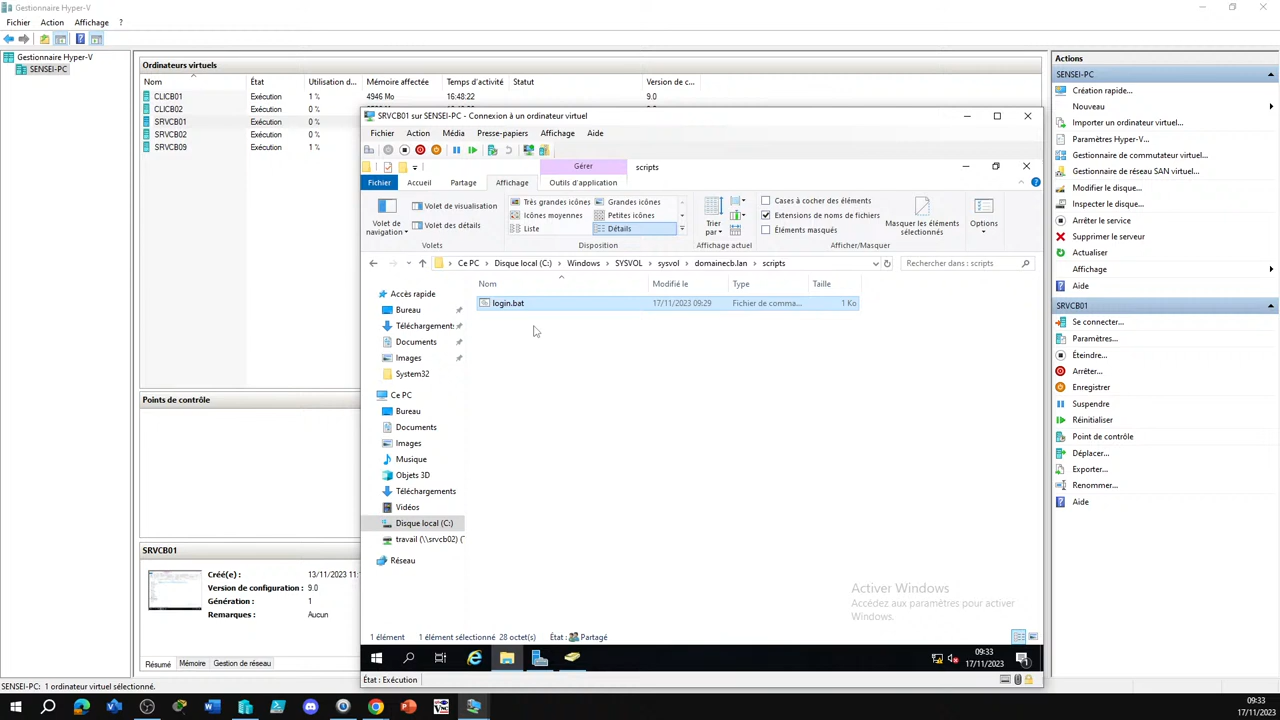 Gestionnaire Hyper-V
Fichier Action Affichage ?
Gestionnaire Hyper-V
SENSEI-PC
Ordinateurs virtuels
Nom État Utilisation d... Mémoire affectée Temps d'activité Statut Version de c...
CLICB01 Exécution 1 % 4946 Mo 16:48:22 9.0
CLICB02 Exécution 0 %
SRVCB01 Exécution 0 %
SRVCB02 Exécution 0 %
SRVCB09 Exécution 1 %
Points de contrôle
SRVCB01
Créé(e) : 13/11/2023 11:
Version de configuration : 9.0
Génération : 1
Remarques : Aucun
Résumé Mémoire Gestion de réseau
SENSEI-PC: 1 ordinateur virtuel sélectionné.
SRVCB01 sur SENSEI-PC - Connexion à un ordinateur virtuel
Fichier Action Média Presse-papiers Affichage Aide
Gérer scripts
Fichier Accueil Partage Affichage Outils d'application
Volet de navigation
Volet de visualisation
Volet des détails
Volets
Très grandes icônes Grandes icônes
Icônes moyennes Petites icônes
Liste Détails
Disposition
Trier par
Affichage actuel
Cases à cocher des éléments
Extensions de noms de fichiers
Éléments masqués
Masquer les éléments sélectionnés
Afficher/Masquer
Options
Ce PC Disque local (C:) Windows SYSVOL sysvol domainecb.lan scripts
Rechercher dans : scripts
Nom Modifié le Type Taille
login.bat 17/11/2023 09:29 Fichier de comma... 1 Ko
Accès rapide
Bureau
Téléchargement:
Documents
Images
System32
Ce PC
Bureau
Documents
Images
Musique
Objets 3D
Téléchargements
Vidéos
Disque local (C:)
travail (\\srvcb02) (
Réseau
Activer Windows
Accédez aux paramètres pour activer
Windows.
1 élément 1 élément sélectionné 28 octet(s) État : Partagé
09:33
17/11/2023
1
État : Exécution
Actions
SENSEI-PC
Création rapide...
Nouveau
Importer un ordinateur virtuel...
Paramètres Hyper-V...
Gestionnaire de commutateur virtuel...
Gestionnaire de réseau SAN virtuel...
Modifier le disque...
Inspecter le disque...
Arrêter le service
Supprimer le serveur
Actualiser
Affichage
Aide
SRVCB01
Se connecter...
Paramètres...
Éteindre...
Arrêter...
Enregistrer
Suspendre
Réinitialiser
Point de contrôle
Déplacer...
Exporter...
Renommer...
Aide
09:33
17/11/2023